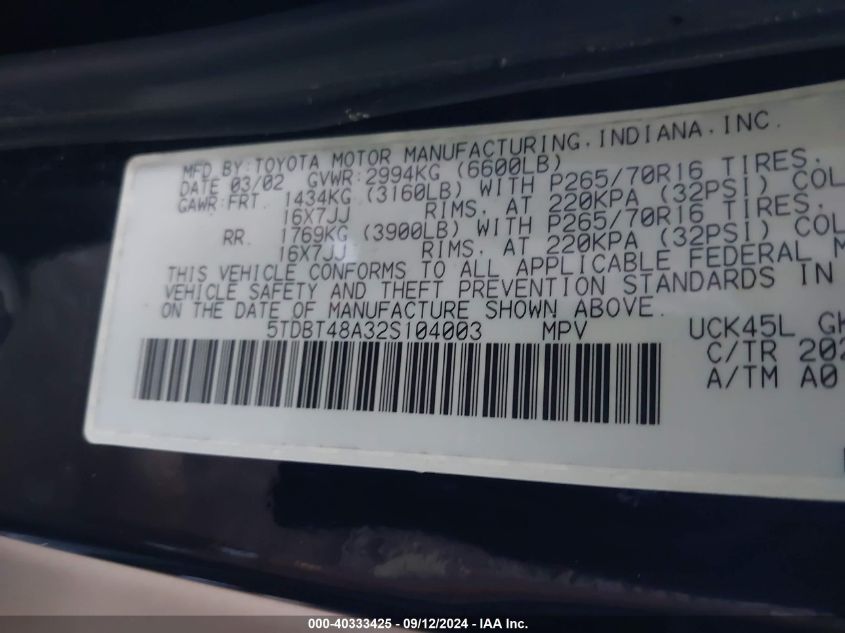 MFD. BY: TOYOTA MOTOR MANUFACTURING, INDIANA, INC.
DATE 03/02 GVWR: 2994KG (6600LB)
GAWR: FRT. 1434KG (3160LB) WITH P265/70R16 TIRES,
16X7JJ RIMS, AT 220KPA (32PSI) COL
RR. 1769KG (3900LB) WITH P265/70R16 TIRES,
16X7JJ RIMS, AT 220KPA (32PSI) COL
THIS VEHICLE CONFORMS TO ALL APPLICABLE FEDERAL M
VEHICLE SAFETY AND THEFT PREVENTION STANDARDS IN
ON THE DATE OF MANUFACTURE SHOWN ABOVE.
5TDBT48A32S104003 MPV UCK45L GK
C/TR 202
A/TM A0
000-40333425 - 09/12/2024 - IAA Inc.